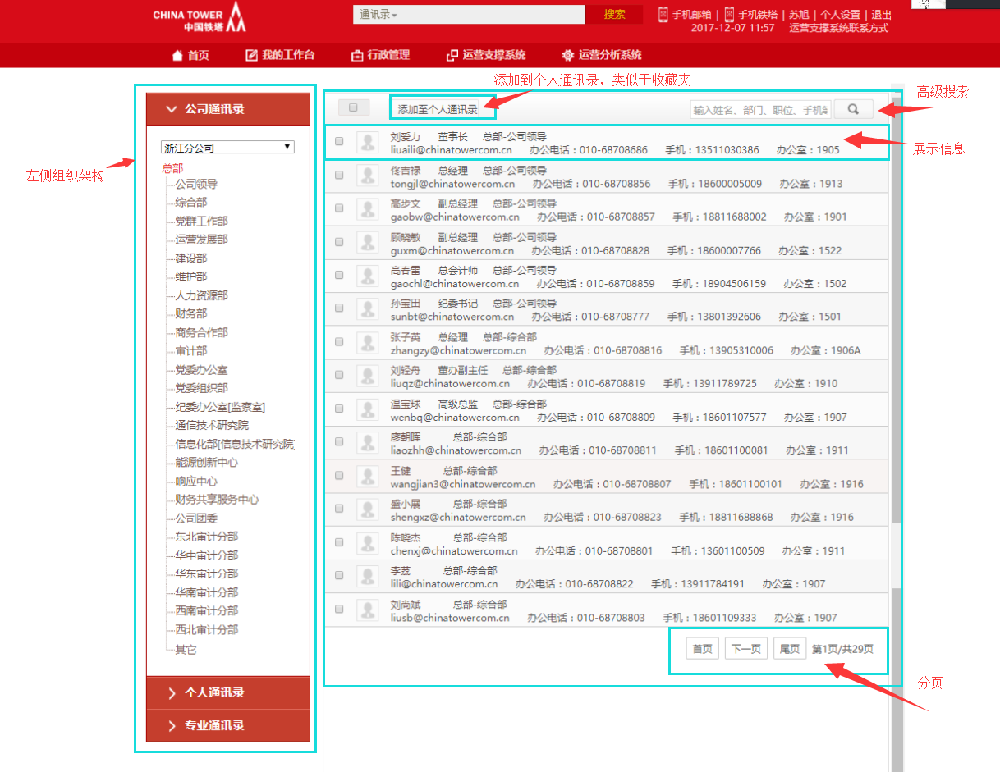 CHINA TOWER
中国铁塔
通讯录
搜索
手机邮箱 | 手机铁塔 | 苏旭 | 个人设置 | 退出
2017-12-07 11:57 运营支撑系统联系方式
首页 我的工作台 行政管理 运营支撑系统 运营分析系统
添加到个人通讯录，类似于收藏夹
高级搜索
公司通讯录
添加至个人通讯录
输入姓名、部门、职位、手机
展示信息
左侧组织架构
浙江分公司
总部
公司领导
综合部
党群工作部
运营发展部
建设部
维护部
人力资源部
财务部
商务合作部
审计部
党委办公室
党委组织部
纪委办公室[监察室]
通信技术研究院
信息化部[信息技术研究院
能源创新中心
响应中心
财务共享服务中心
公司团委
东北审计分部
华中审计分部
华东审计分部
华南审计分部
西南审计分部
西北审计分部
其它
个人通讯录
专业通讯录
刘爱力 董事长 总部-公司领导
liuaili@chinatowercom.cn 办公电话：010-68708686 手机：13511030386 办公室：1905
佟吉禄 总经理 总部-公司领导
tongjl@chinatowercom.cn 办公电话：010-68708856 手机：18600005009 办公室：1913
高步文 副总经理 总部-公司领导
gaobw@chinatowercom.cn 办公电话：010-68708857 手机：18811688002 办公室：1901
顾晓敏 副总经理 总部-公司领导
guxm@chinatowercom.cn 办公电话：010-68708828 手机：18600007766 办公室：1522
高春雷 总会计师 总部-公司领导
gaochl@chinatowercom.cn 办公电话：010-68708859 手机：18904506159 办公室：1502
孙宝田 纪委书记 总部-公司领导
sunbt@chinatowercom.cn 办公电话：010-68708777 手机：13801392606 办公室：1501
张子英 总经理 总部-综合部
zhangzy@chinatowercom.cn 办公电话：010-68708816 手机：13905310006 办公室：1906A
刘轻舟 董办副主任 总部-综合部
liuqz@chinatowercom.cn 办公电话：010-68708819 手机：13911789725 办公室：1910
温宝球 高级总监 总部-综合部
wenbq@chinatowercom.cn 办公电话：010-68708809 手机：18601107577 办公室：1907
廖朝晖 总部-综合部
liaozhh@chinatowercom.cn 办公电话：010-68708811 手机：18601100081 办公室：1911
王健 总部-综合部
wangjian3@chinatowercom.cn 办公电话：010-68708807 手机：18601100101 办公室：1916
盛小展 总部-综合部
shengxz@chinatowercom.cn 办公电话：010-68708823 手机：18811688868 办公室：1916
陈晓杰 总部-综合部
chenxj@chinatowercom.cn 办公电话：010-68708801 手机：13601100509 办公室：1911
李荔 总部-综合部
lili@chinatowercom.cn 办公电话：010-68708822 手机：13911784191 办公室：1907
刘尚斌 总部-综合部
liusb@chinatowercom.cn 办公电话：010-68708803 手机：18601109333 办公室：1907
首页 下一页 尾页 第1页/共29页
分页